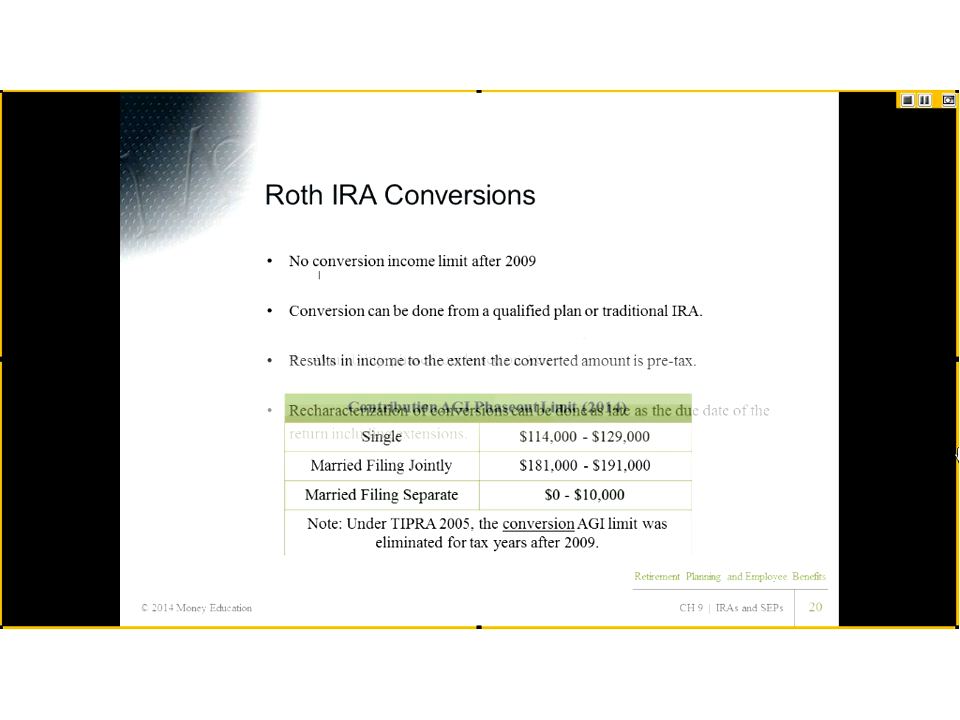 Roth IRA Conversions
• No conversion income limit after 2009
• Conversion can be done from a qualified plan or traditional IRA.
• Results in income to the extent the converted amount is pre-tax.
Contribution AGI Phaseout Limit (2014)
• Recharacterization of conversions can be done as late as the due date of the
return including extensions.
Single $114,000 - $129,000
Married Filing Jointly $181,000 - $191,000
Married Filing Separate $0 - $10,000
Note: Under TIPRA 2005, the conversion AGI limit was
eliminated for tax years after 2009.
Retirement Planning and Employee Benefits
© 2014 Money Education CH 9 | IRAs and SEPs 20